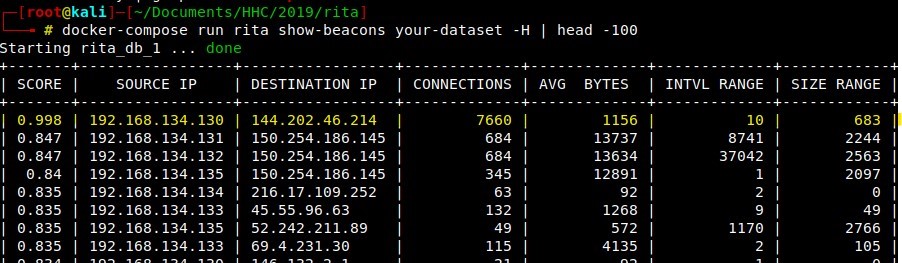 [root@kali]─[~/Documents/HHC/2019/rita]
# docker-compose run rita show-beacons your-dataset -H | head -100
Starting rita_db_1 ... done
| SCORE | SOURCE IP | DESTINATION IP | CONNECTIONS | AVG BYTES | INTVL RANGE | SIZE RANGE |
| 0.998 | 192.168.134.130 | 144.202.46.214 | 7660 | 1156 | 10 | 683 |
| 0.847 | 192.168.134.131 | 150.254.186.145 | 684 | 13737 | 8741 | 2244 |
| 0.847 | 192.168.134.132 | 150.254.186.145 | 684 | 13634 | 37042 | 2563 |
| 0.84 | 192.168.134.135 | 150.254.186.145 | 345 | 12891 | 1 | 2097 |
| 0.835 | 192.168.134.134 | 216.17.109.252 | 63 | 92 | 2 | 0 |
| 0.835 | 192.168.134.133 | 45.55.96.63 | 132 | 1268 | 9 | 49 |
| 0.835 | 192.168.134.135 | 52.242.211.89 | 49 | 572 | 1170 | 2766 |
| 0.835 | 192.168.134.133 | 69.4.231.30 | 115 | 4135 | 2 | 105 |